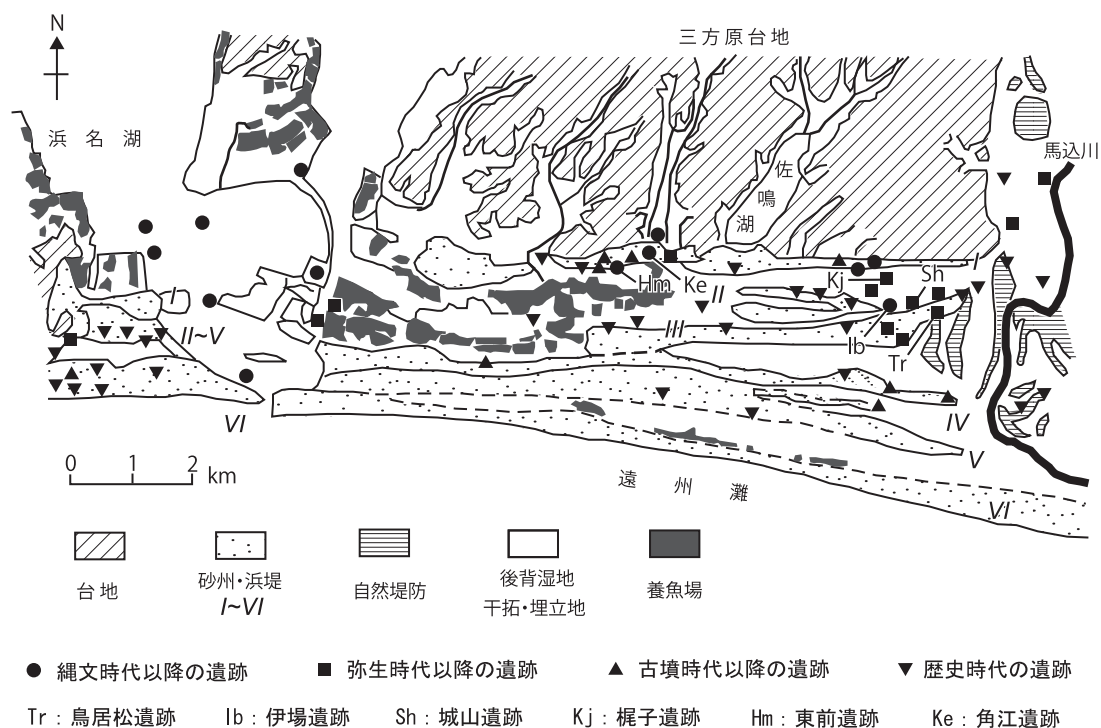 N
三方原台地
浜名湖
馬込川
佐鳴湖
I
Sh
Kj
Hm
Ke
II
I
III
II~V
Ib
Tr
IV
VI
V
0 1 2 km
遠州灘
VI
台地
砂州・浜堤
I~VI
自然堤防
後背湿地
干拓・埋立地
養魚場
● 縄文時代以降の遺跡 ■ 弥生時代以降の遺跡 ▲ 古墳時代以降の遺跡 ▼ 歴史時代の遺跡
Tr：鳥居松遺跡 Ib：伊場遺跡 Sh：城山遺跡 Kj：梶子遺跡 Hm：東前遺跡 Ke：角江遺跡